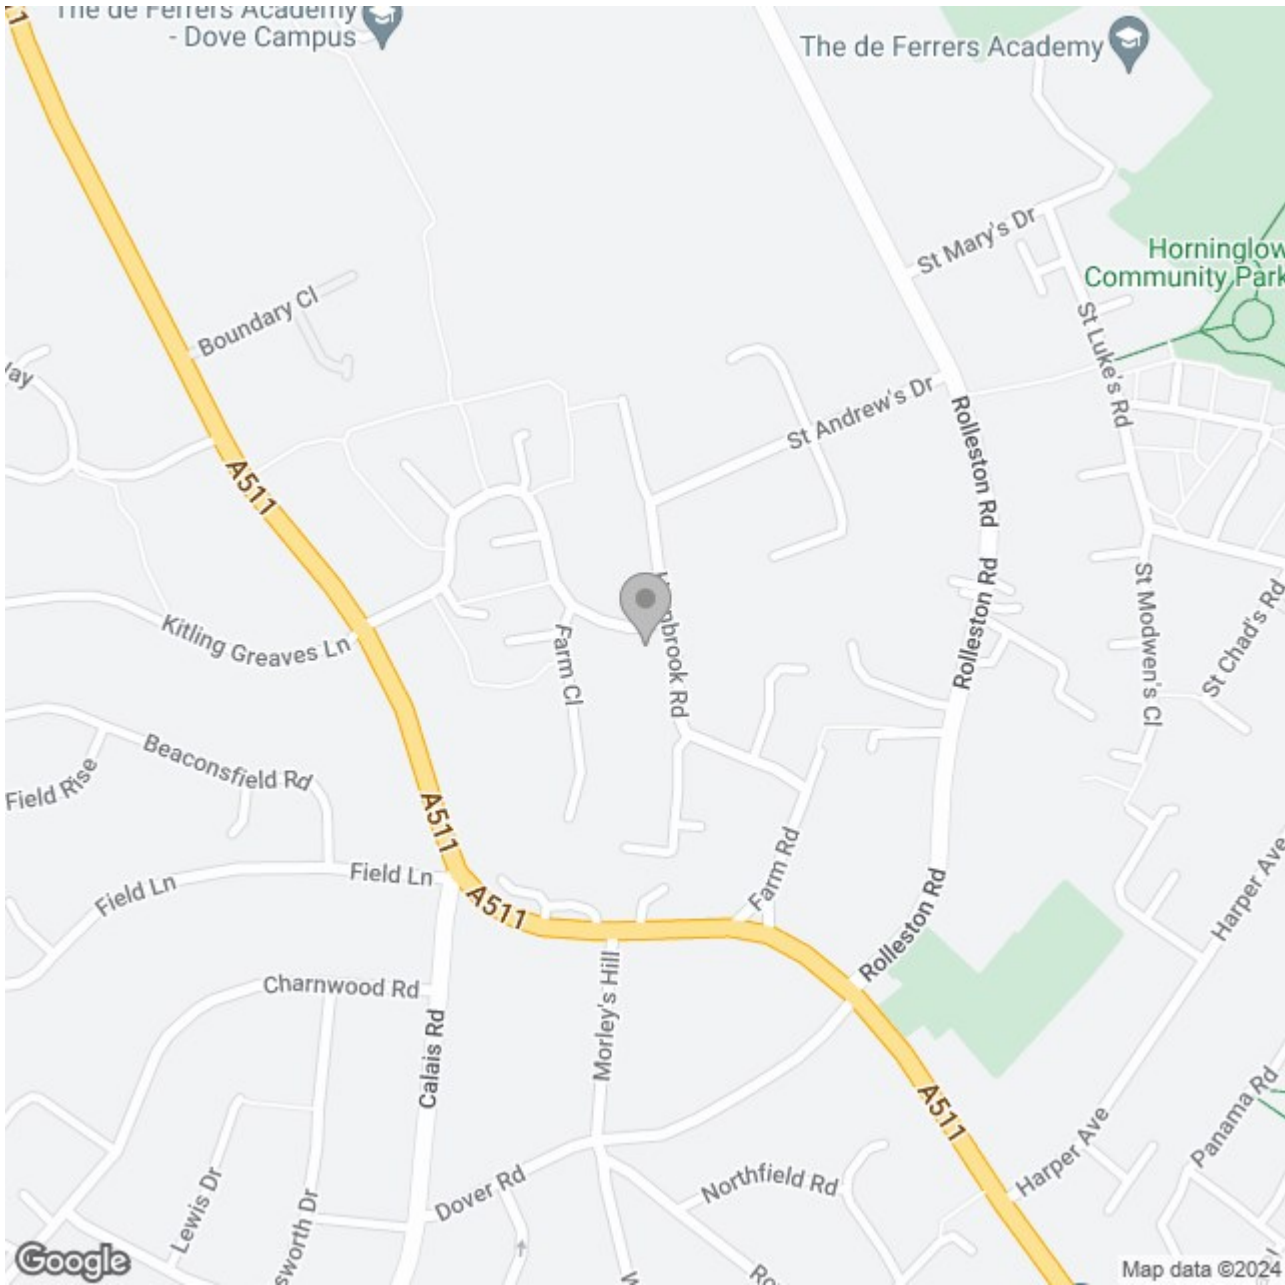 The de Ferrers Academy
- Dove Campus
The de Ferrers Academy
St Mary's Dr
Horninglow
Community Park
Boundary Cl
St Luke's Rd
St Andrew's Dr
Rolleston Rd
A511
Rolleston Rd
St Modwen's Cl
St Chad's Rd
Kitling Greaves Ln
Farm Cl
Rd
Beaconsfield Rd
Field Rise
A511
Farm Rd
Harper Ave
Field Ln
Field Ln
A511
Rolleston Rd
Charnwood Rd
Morley's Hill
Calais Rd
A511
Panama Rd
Harper Ave
Lewis Dr
Dover Rd
Northfield Rd
Google
Map data ©2024